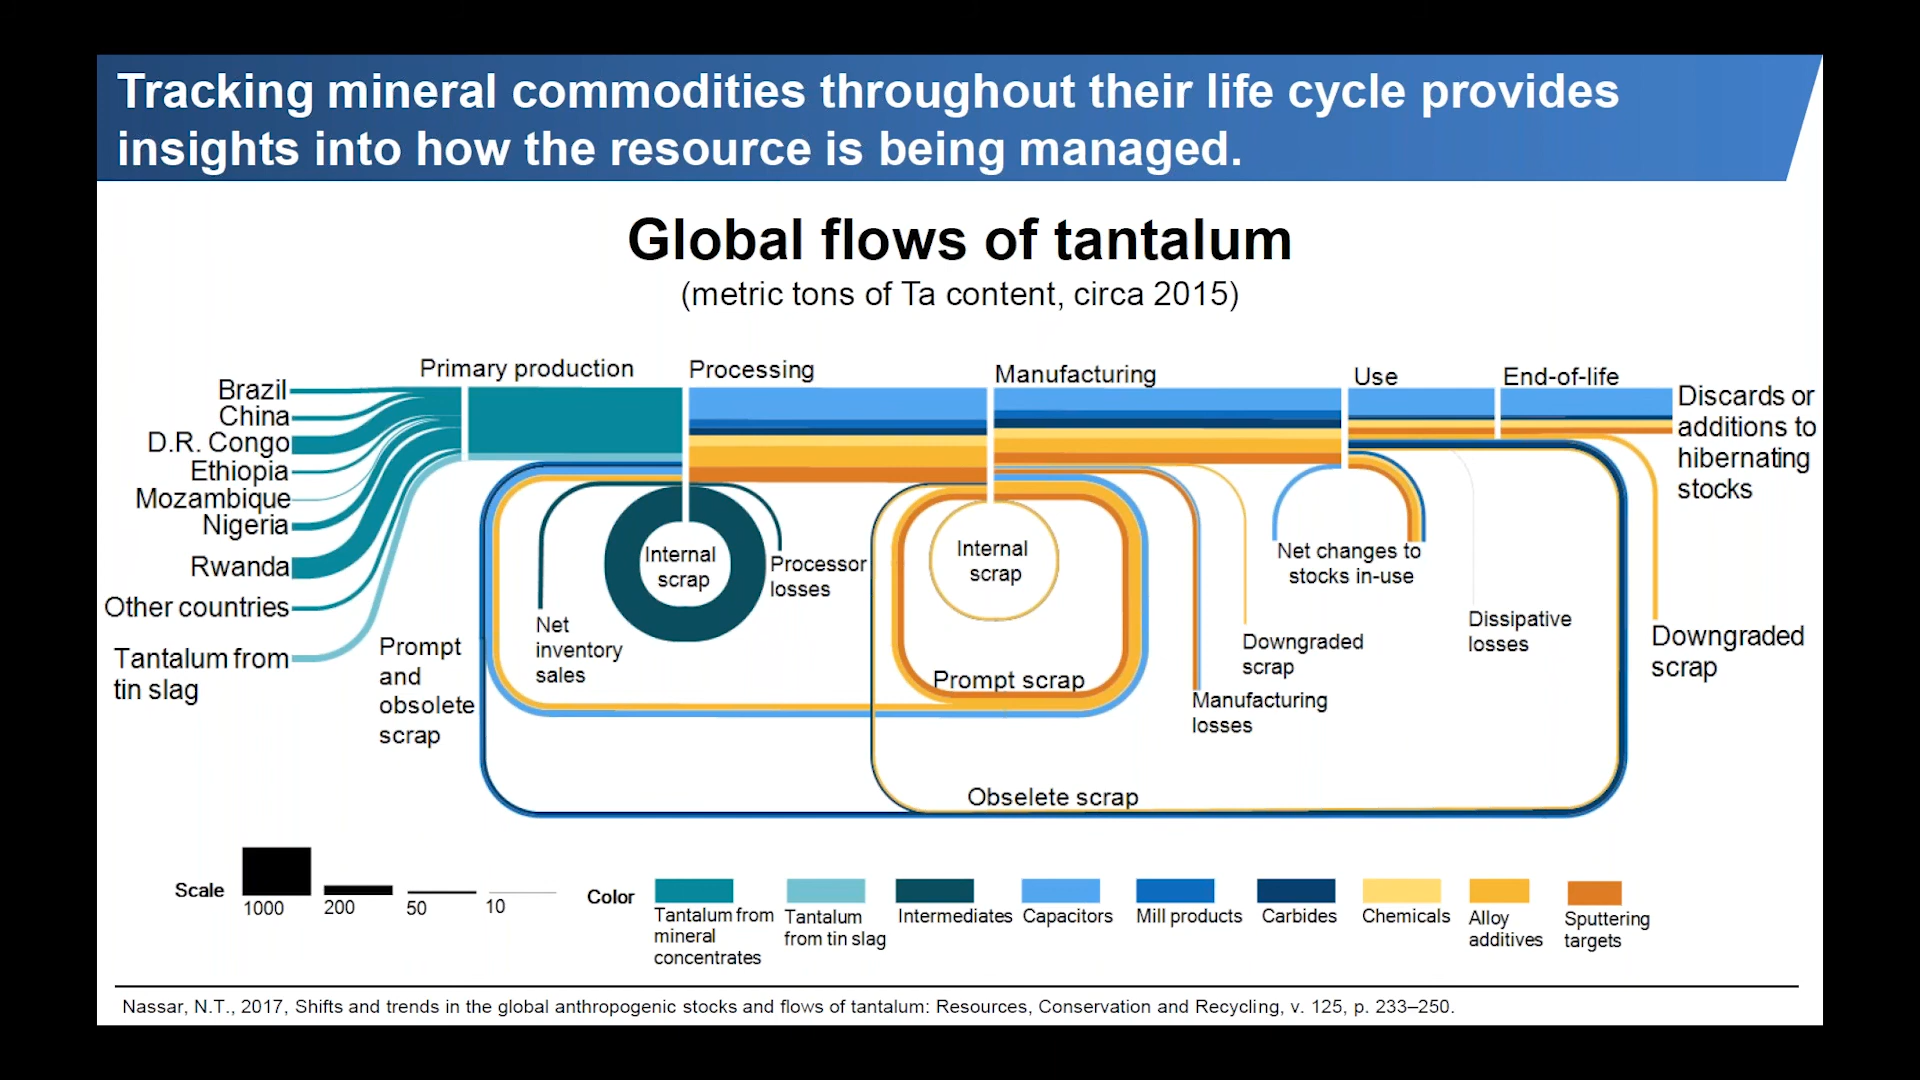 Tracking mineral commodities throughout their life cycle provides
insights into how the resource is being managed.
Global flows of tantalum
(metric tons of Ta content, circa 2015)
Primary production
Processing
Manufacturing
Use
End-of-life
Brazil
China
D.R. Congo
Ethiopia
Mozambique
Nigeria
Rwanda
Other countries
Tantalum from
tin slag
Prompt
and
obsolete
scrap
Net
inventory
sales
Internal
scrap
Processor
losses
Internal
scrap
Prompt scrap
Obselete scrap
Manufacturing
losses
Downgraded
scrap
Net changes to
stocks in-use
Dissipative
losses
Discards or
additions to
hibernating
stocks
Downgraded
scrap
Scale
1000
200
50
10
Color
Tantalum from
mineral
concentrates
Tantalum
from tin slag
Intermediates
Capacitors
Mill products
Carbides
Chemicals
Alloy
additives
Sputtering
targets
Nassar, N.T., 2017, Shifts and trends in the global anthropogenic stocks and flows of tantalum: Resources, Conservation and Recycling, v. 125, p. 233–250.